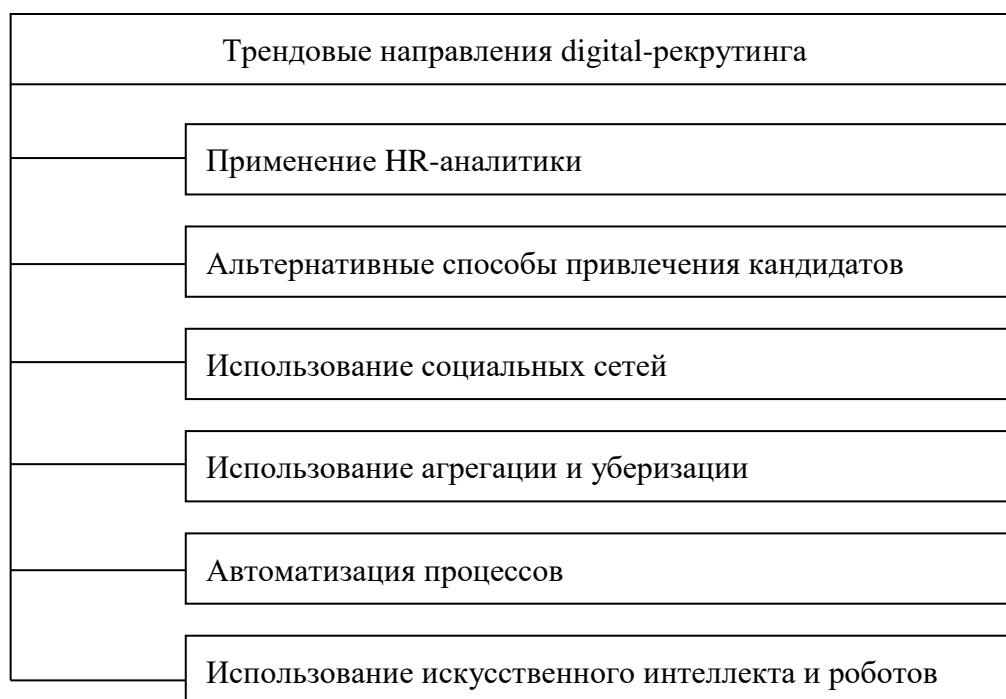 Трендовые направления digital-рекрутинга
Применение HR-аналитики
Альтернативные способы привлечения кандидатов
Использование социальных сетей
Использование агрегации и уберизации
Автоматизация процессов
Использование искусственного интеллекта и роботов